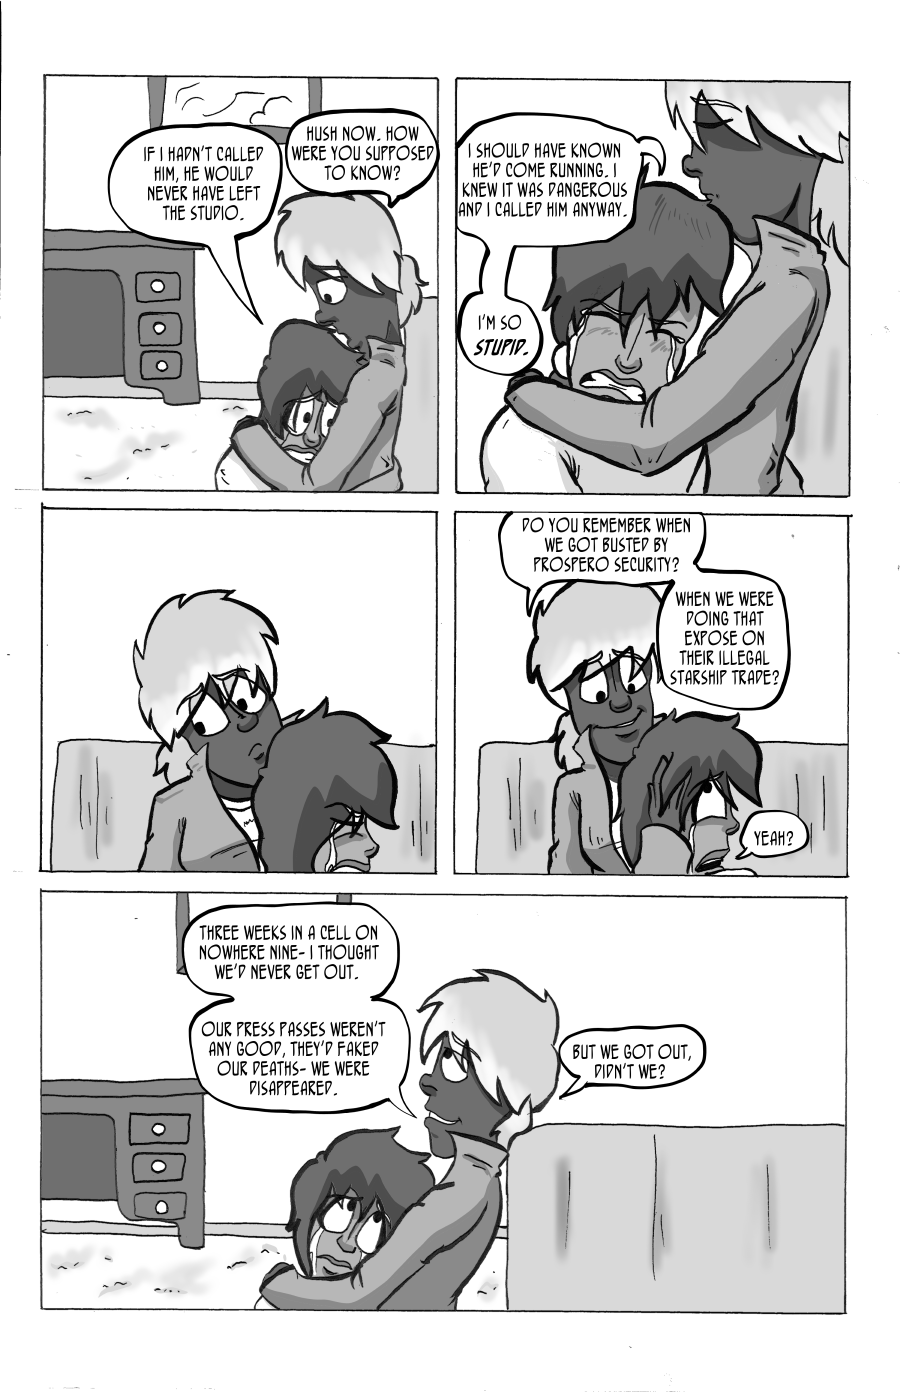 IF I HADN'T CALLED
HIM, HE WOULD
NEVER HAVE LEFT
THE STUDIO.
HUSH NOW. HOW
WERE YOU SUPPOSED
TO KNOW?
I SHOULD HAVE KNOWN
HE'D COME RUNNING. I
KNEW IT WAS DANGEROUS
AND I CALLED HIM ANYWAY.
I'M SO
STUPID.
DO YOU REMEMBER WHEN
WE GOT BUSTED BY
PROSPERO SECURITY?
WHEN WE WERE
DOING THAT
EXPOSE ON
THEIR ILLEGAL
STARSHIP TRADE?
YEAH?
THREE WEEKS IN A CELL ON
NOWHERE NINE- I THOUGHT
WE'D NEVER GET OUT.
OUR PRESS PASSES WEREN'T
ANY GOOD, THEY'D FAKED
OUR DEATHS- WE WERE
DISAPPEARED.
BUT WE GOT OUT,
DIDN'T WE?